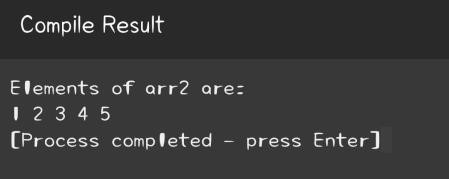 Compile Result
Elements of arr2 are:
1 2 3 4 5
[Process completed - press Enter]